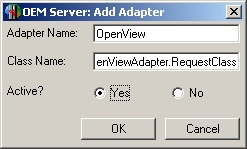 OEM Server: Add Adapter
Adapter Name: OpenView
Class Name: enViewAdapter.RequestClass
Active? Yes No
OK Cancel